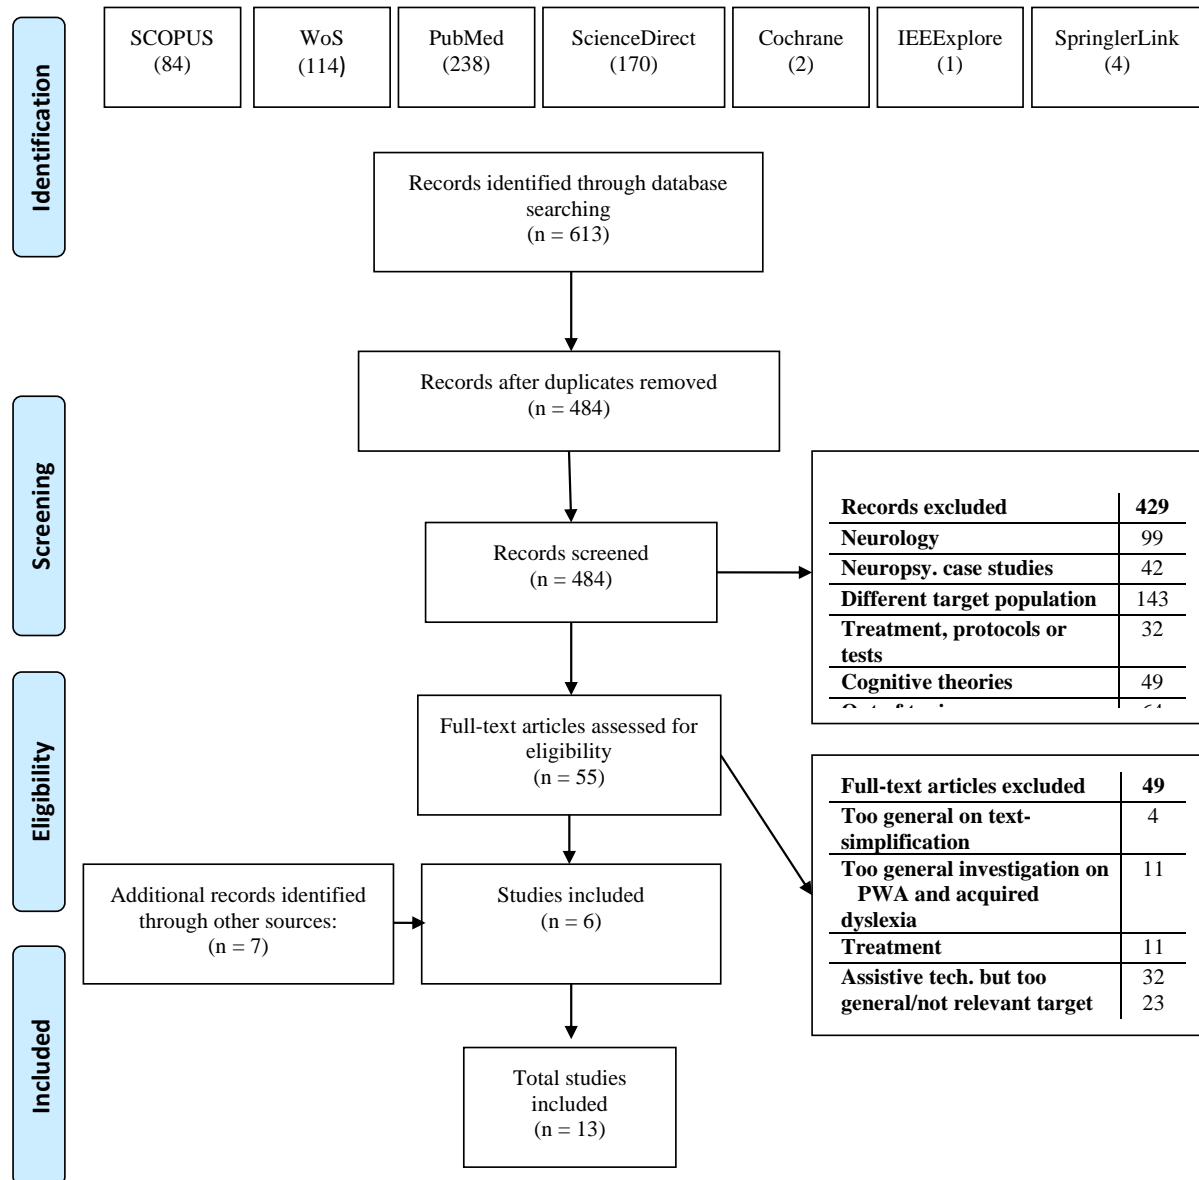 Identification
SCOPUS
(84)
WoS
(114)
PubMed
(238)
ScienceDirect
(170)
Cochrane
(2)
IEEExplore
(1)
SpringlerLink
(4)
Records identified through database
searching
(n = 613)
Screening
Records after duplicates removed
(n = 484)
Records screened
(n = 484)
Records excluded 429
Neurology 99
Neuropsy. case studies 42
Different target population 143
Treatment, protocols or 32
tests
Cognitive theories 49
Eligibility
Full-text articles assessed for
eligibility
(n = 55)
Full-text articles excluded 49
Too general on text- 4
simplification
Too general investigation on 11
PWA and acquired
dyslexia
Treatment 11
Assistive tech. but too 32
general/not relevant target 23
Additional records identified
through other sources:
(n = 7)
Studies included
(n = 6)
Included
Total studies
included
(n = 13)